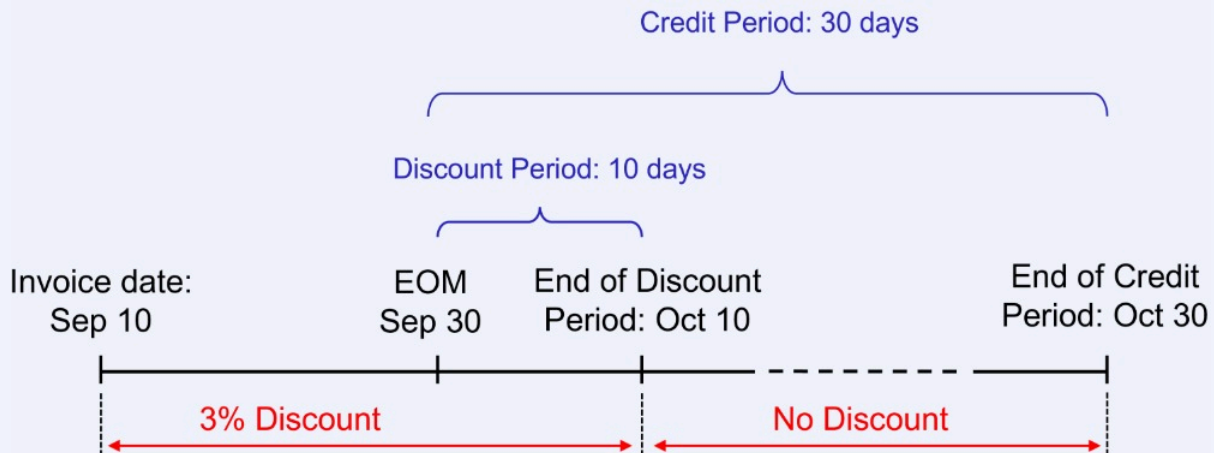 Credit Period: 30 days
Discount Period: 10 days
Invoice date:
Sep 10
EOM
Sep 30
End of Discount
Period: Oct 10
End of Credit
Period: Oct 30
3% Discount
No Discount